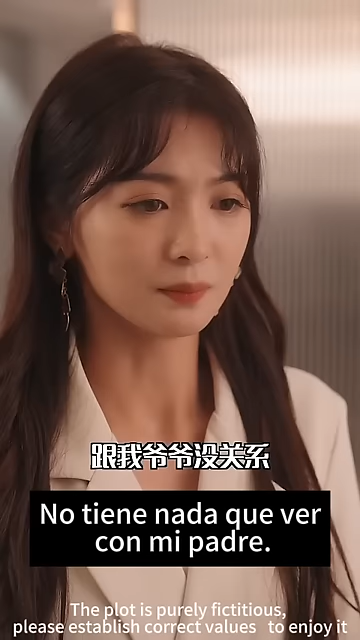 跟我爷爷没关系
No tiene nada que ver
con mi padre.
The plot is purely fictitious,
please establish correct values to enjoy it